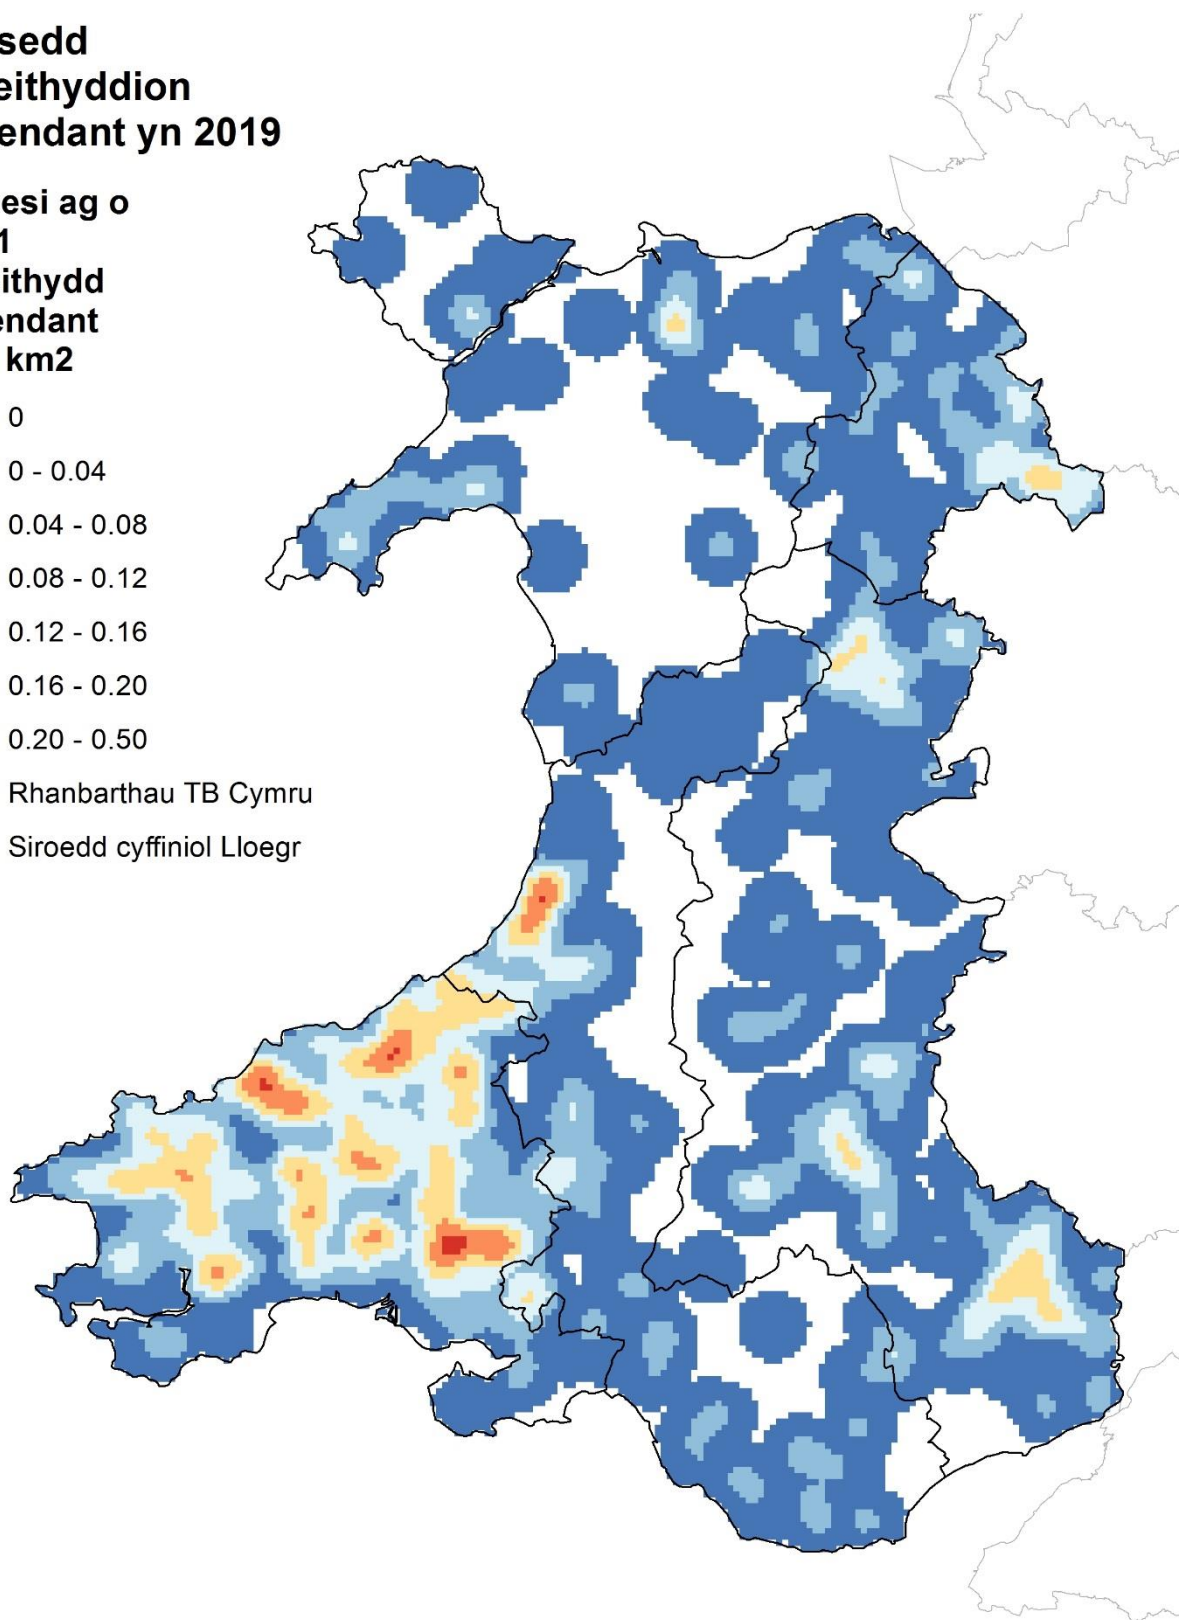 sedd
eithyddion
endant yn 2019
esi ag o
1
ithydd
endant
km2
0
0 - 0.04
0.04 - 0.08
0.08 - 0.12
0.12 - 0.16
0.16 - 0.20
0.20 - 0.50
Rhanbarthau TB Cymru
Siroedd cyffiniol Lloegr